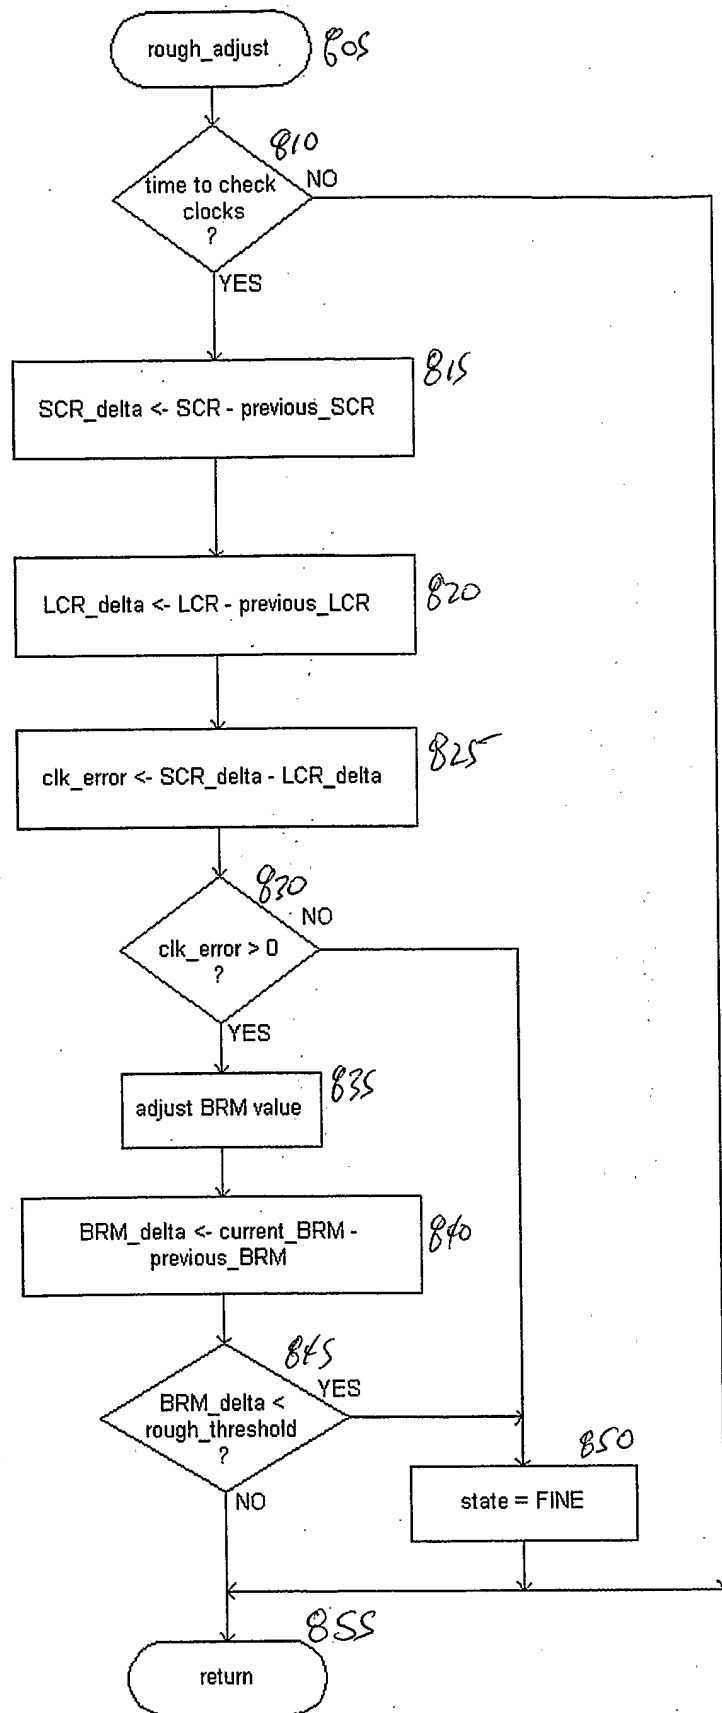 rough_adjust 805
810
time to check
clocks
?
NO
YES
815
SCR_delta <- SCR - previous_SCR
LCR_delta <- LCR - previous_LCR 820
825
clk_error <- SCR_delta - LCR_delta
830
NO
clk_error > 0
?
YES
835
adjust BRM value
BRM_delta <- current_BRM -
previous_BRM
840
845
YES
BRM_delta <
rough_threshold
?
NO
850
state = FINE
855
return